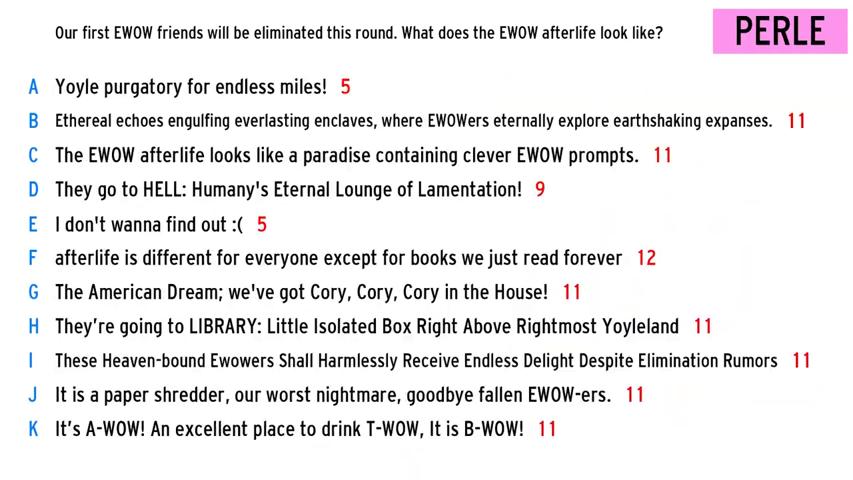 Our first EWOW friends will be eliminated this round. What does the EWOW afterlife look like?
PERLE
A Yoyle purgatory for endless miles! 5
B Ethereal echoes engulfing everlasting enclaves, where EWOWers eternally explore earthshaking expanses. 11
C The EWOW afterlife looks like a paradise containing clever EWOW prompts. 11
D They go to HELL: Humany's Eternal Lounge of Lamentation! 9
E I don't wanna find out :( 5
F afterlife is different for everyone except for books we just read forever 12
G The American Dream; we've got Cory, Cory, Cory in the House! 11
H They’re going to LIBRARY: Little Isolated Box Right Above Rightmost Yoyleland 11
I These Heaven-bound Ewowers Shall Harmlessly Receive Endless Delight Despite Elimination Rumors 11
J It is a paper shredder, our worst nightmare, goodbye fallen EWOW-ers. 11
K It’s A-WOW! An excellent place to drink T-WOW, It is B-WOW! 11